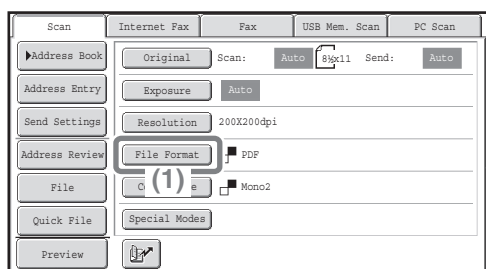 Scan Internet Fax Fax USB Mem. Scan PC Scan
Address Book Original Scan: Auto 8½x11 Send: Auto
Address Entry Exposure Auto
Send Settings Resolution 200X200dpi
Address Review File Format PDF
File (1) Mono2
Quick File Special Modes
Preview